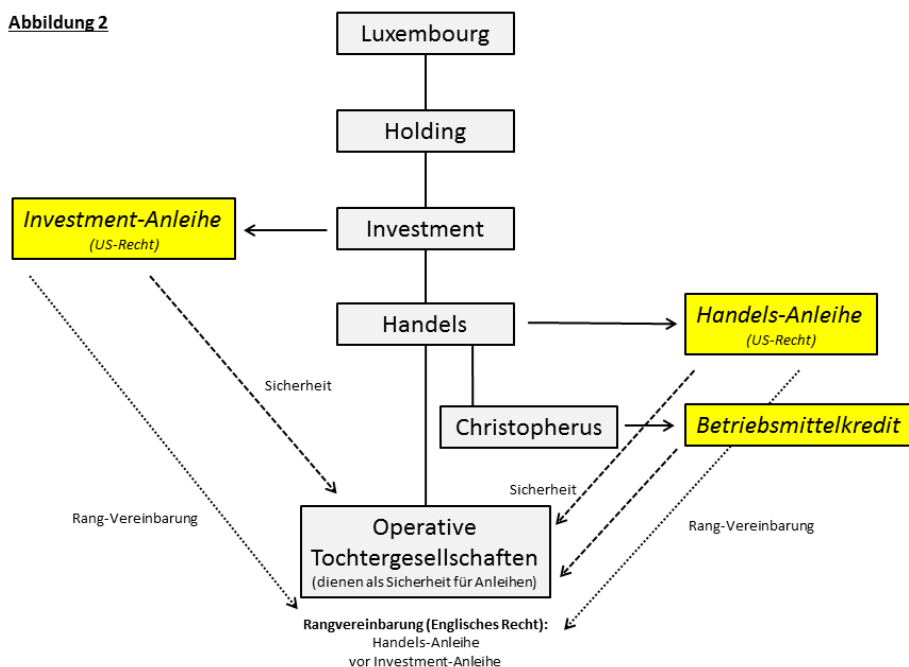 Abbildung 2
Luxembourg
Holding
Investment-Anleihe
(US-Recht)
Investment
Handels
Handels-Anleihe
(US-Recht)
Sicherheit
Christopherus
Betriebsmittelkredit
Sicherheit
Rang-Vereinbarung
Rang-Vereinbarung
Operative
Tochtergesellschaften
(dienen als Sicherheit für Anleihen)
Rangvereinbarung (Englisches Recht):
Handels-Anleihe
vor Investment-Anleihe